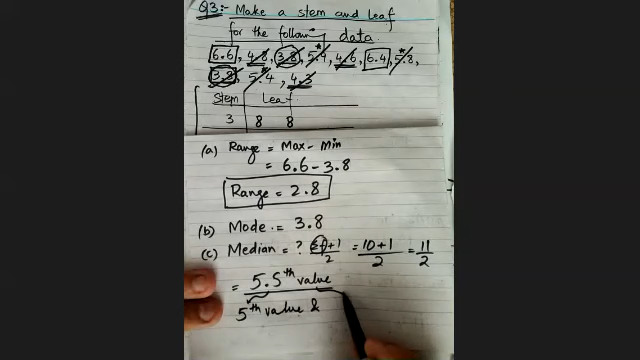 Q3:- Make a stem and leaf
for the following data.
6.6, 4.8, 3.8, 5.4, 4.6, 6.4, 5.8,
3.8, 5.4, 4.3
Stem Leaf
3 8 8
(a) Range = Max - Min
= 6.6 - 3.8
Range = 2.8
(b) Mode = 3.8
(c) Median = ? Σf+1/2 = 10+1/2 = 11/2
= 5.5th value
5th value &